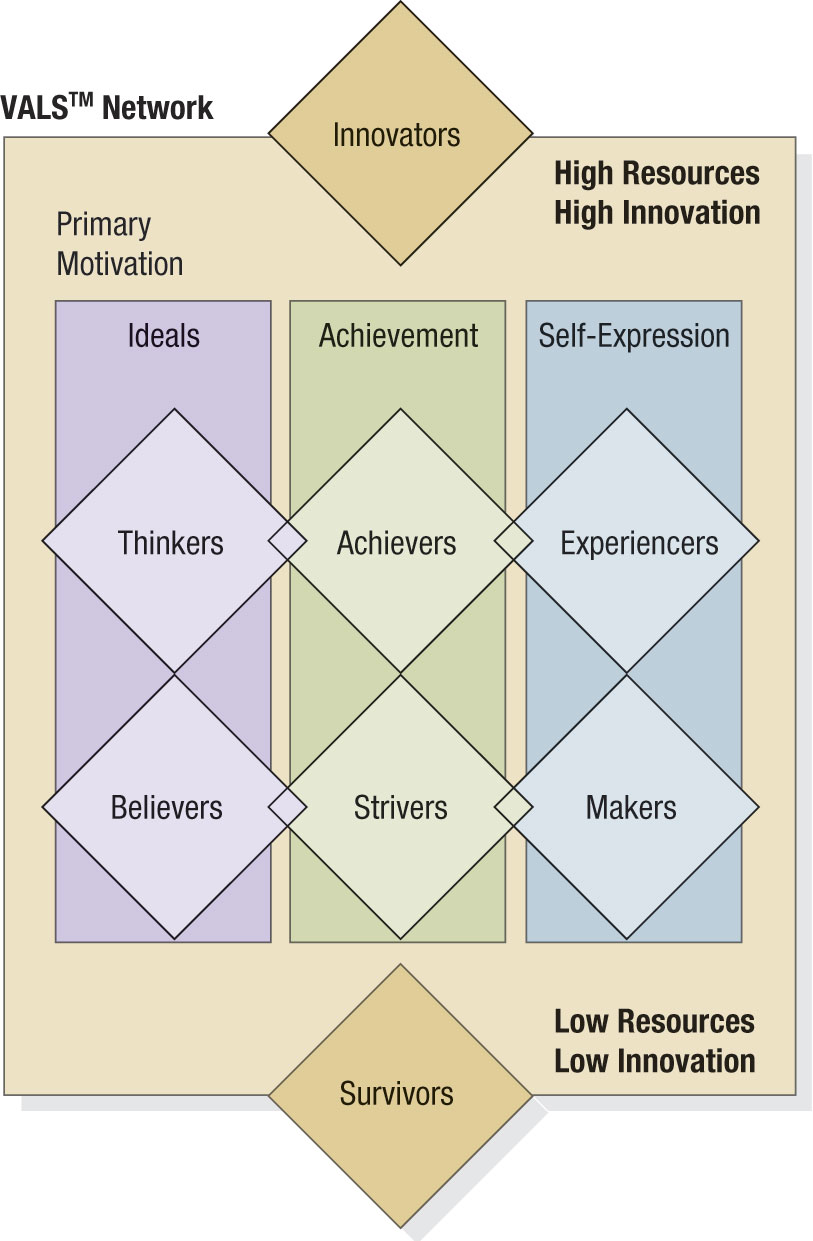 Innovators
VALS™ Network
High Resources
High Innovation
Primary
Motivation
Ideals
Achievement
Self-Expression
Thinkers
Achievers
Experiencers
Believers
Strivers
Makers
Low Resources
Low Innovation
Survivors